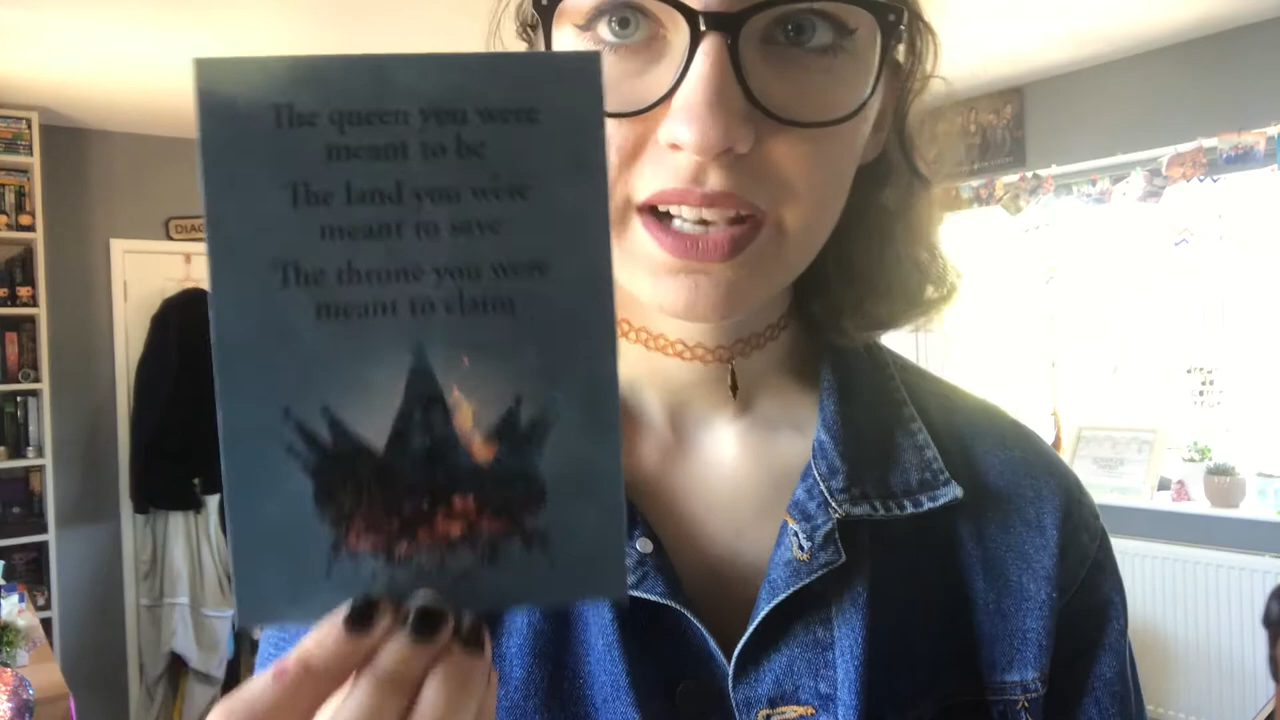 The queen you were
meant to be
The land you were
meant to save
The throne you were
meant to claim
DIAG